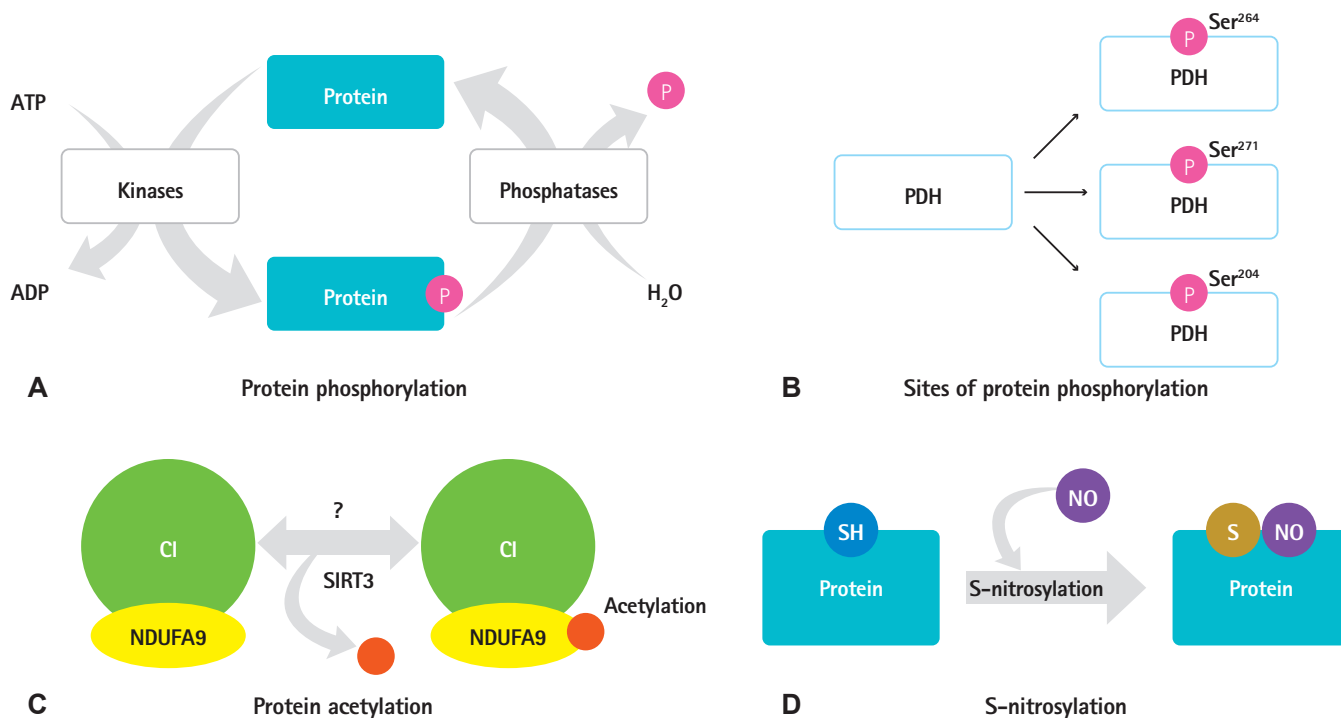 ATP
Protein
P
Kinases
Phosphatases
ADP
Protein
P
H₂O
A
Protein phosphorylation
P
Ser²⁶⁴
PDH
PDH
P
Ser²⁷¹
PDH
P
Ser²⁰⁴
PDH
B
Sites of protein phosphorylation
CI
?
SIRT3
CI
NDUFA9
NDUFA9
Acetylation
C
Protein acetylation
SH
Protein
NO
S-nitrosylation
S
NO
Protein
D
S-nitrosylation